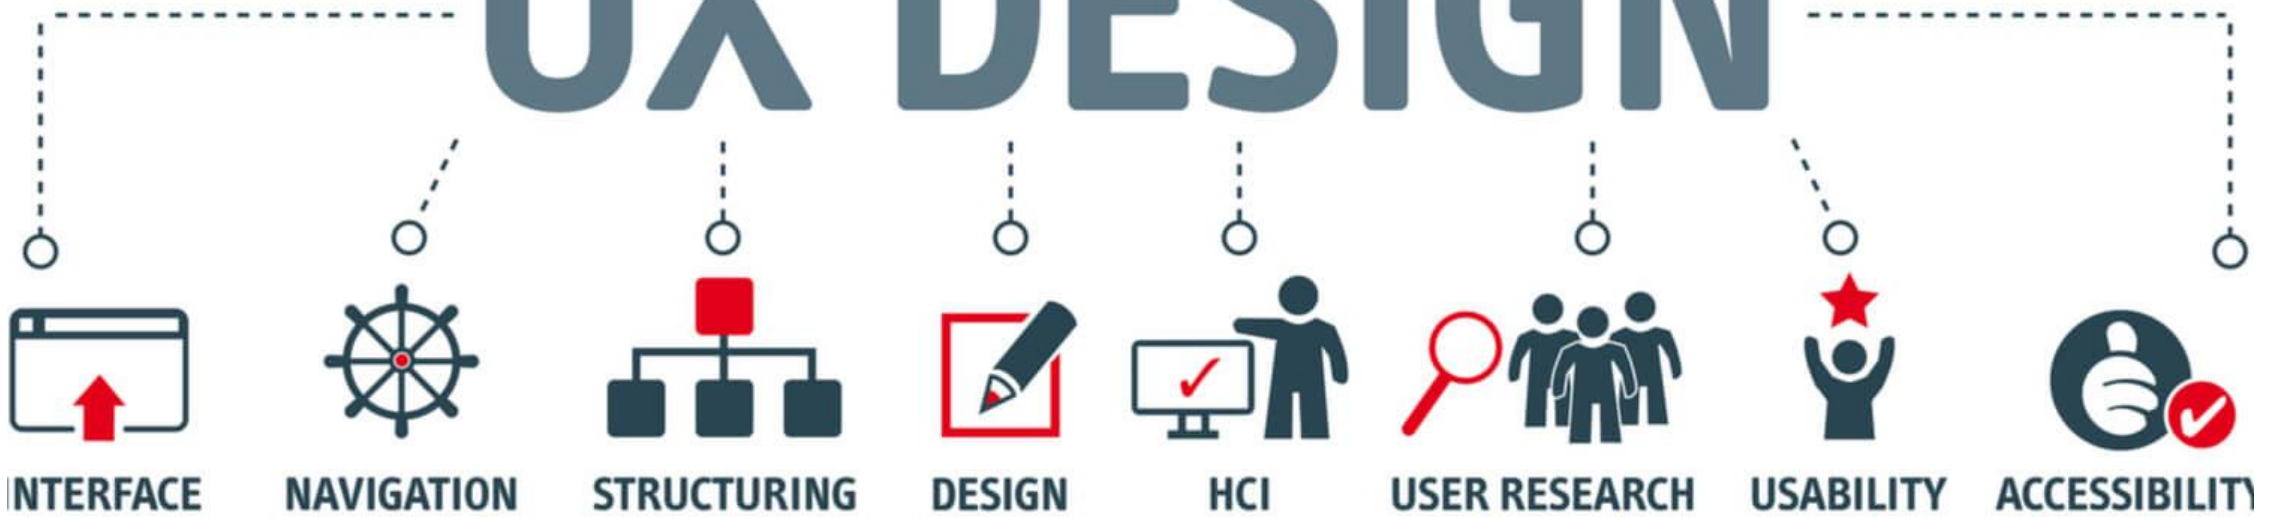 UX DESIGN
INTERFACE
NAVIGATION
STRUCTURING
DESIGN
HCI
USER RESEARCH
USABILITY
ACCESSIBILITY